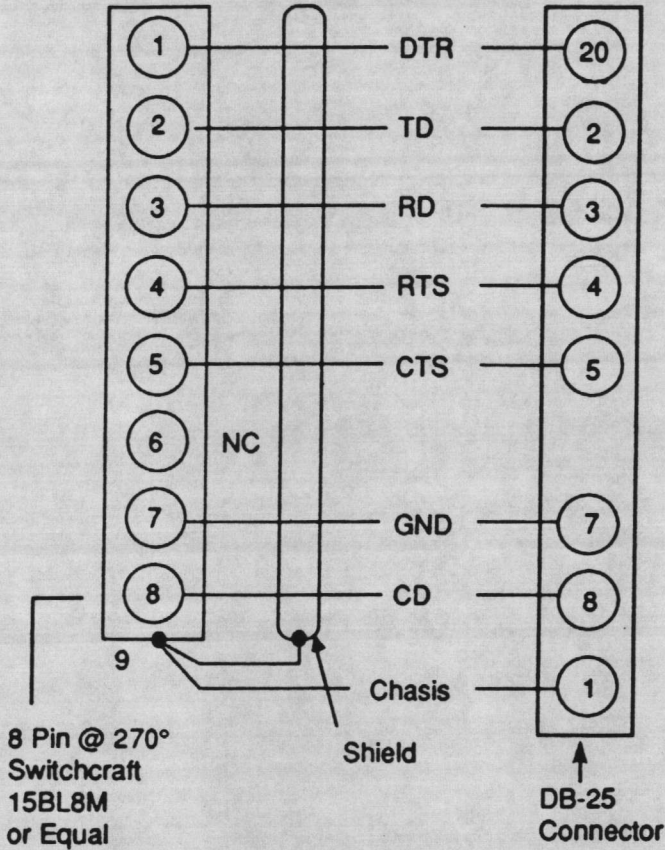 1 DTR 20
2 TD 2
3 RD 3
4 RTS 4
5 CTS 5
6 NC
7 GND 7
8 CD 8
9
Chasis 1
Shield
8 Pin @ 270°
Switchcraft
15BL8M
or Equal
DB-25
Connector